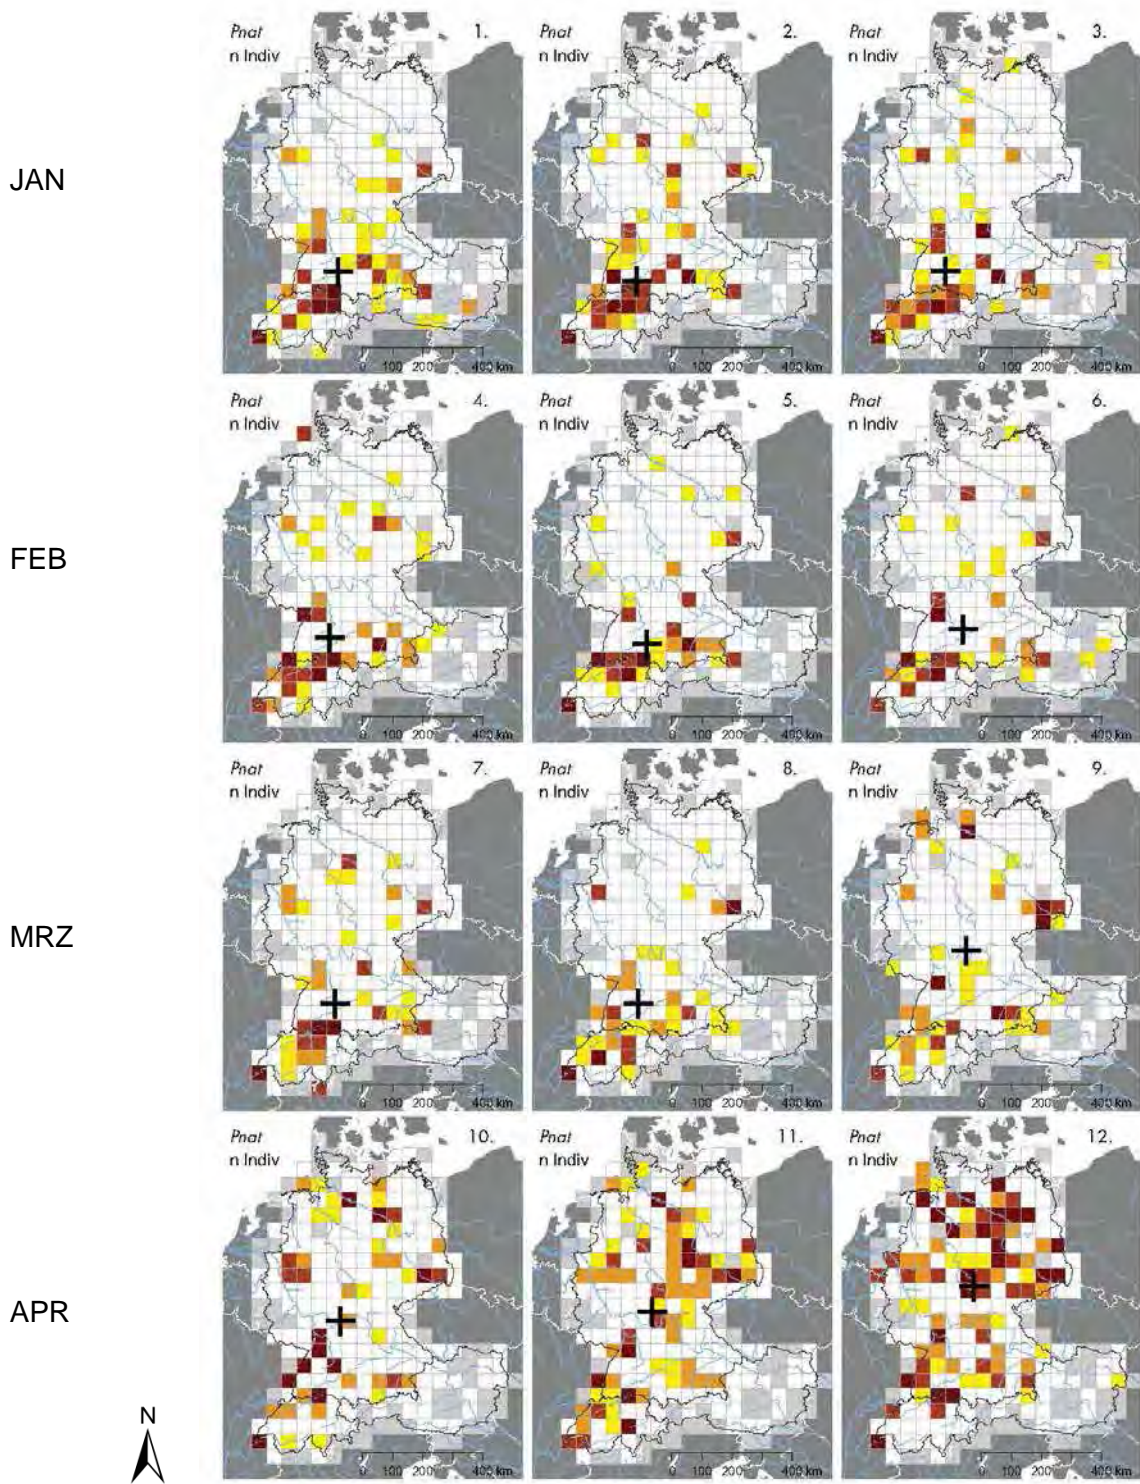 Pnat 1.
n Indiv
Pnat 2.
n Indiv
Pnat 3.
n Indiv
JAN
0 100 200 400 km
0 100 200 400 km
0 100 200 400 km
Pnat 4.
n Indiv
Pnat 5.
n Indiv
Pnat 6.
n Indiv
FEB
0 100 200 400 km
0 100 200 400 km
0 100 200 400 km
Pnat 7.
n Indiv
Pnat 8.
n Indiv
Pnat 9.
n Indiv
MRZ
0 100 200 400 km
0 100 200 400 km
0 100 200 400 km
Pnat 10.
n Indiv
Pnat 11.
n Indiv
Pnat 12.
n Indiv
APR
N
0 100 200 400 km
0 100 200 400 km
0 100 200 400 km